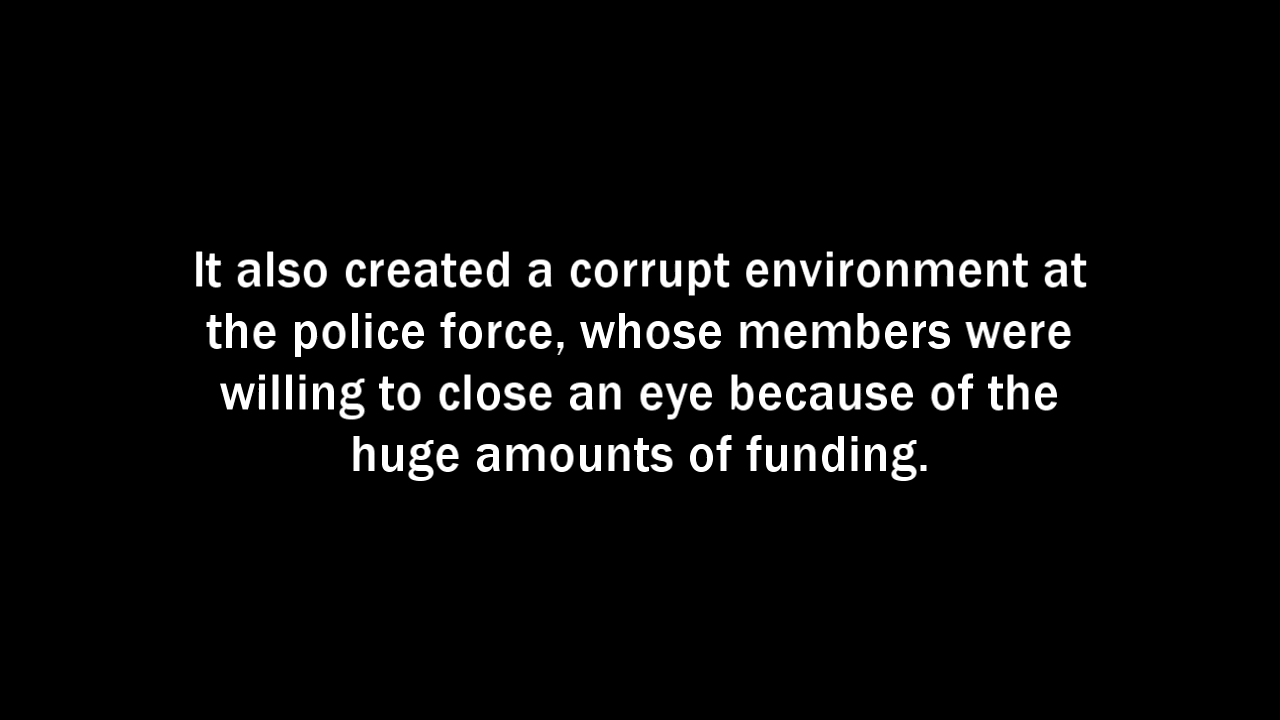 It also created a corrupt environment at
the police force, whose members were
willing to close an eye because of the
huge amounts of funding.